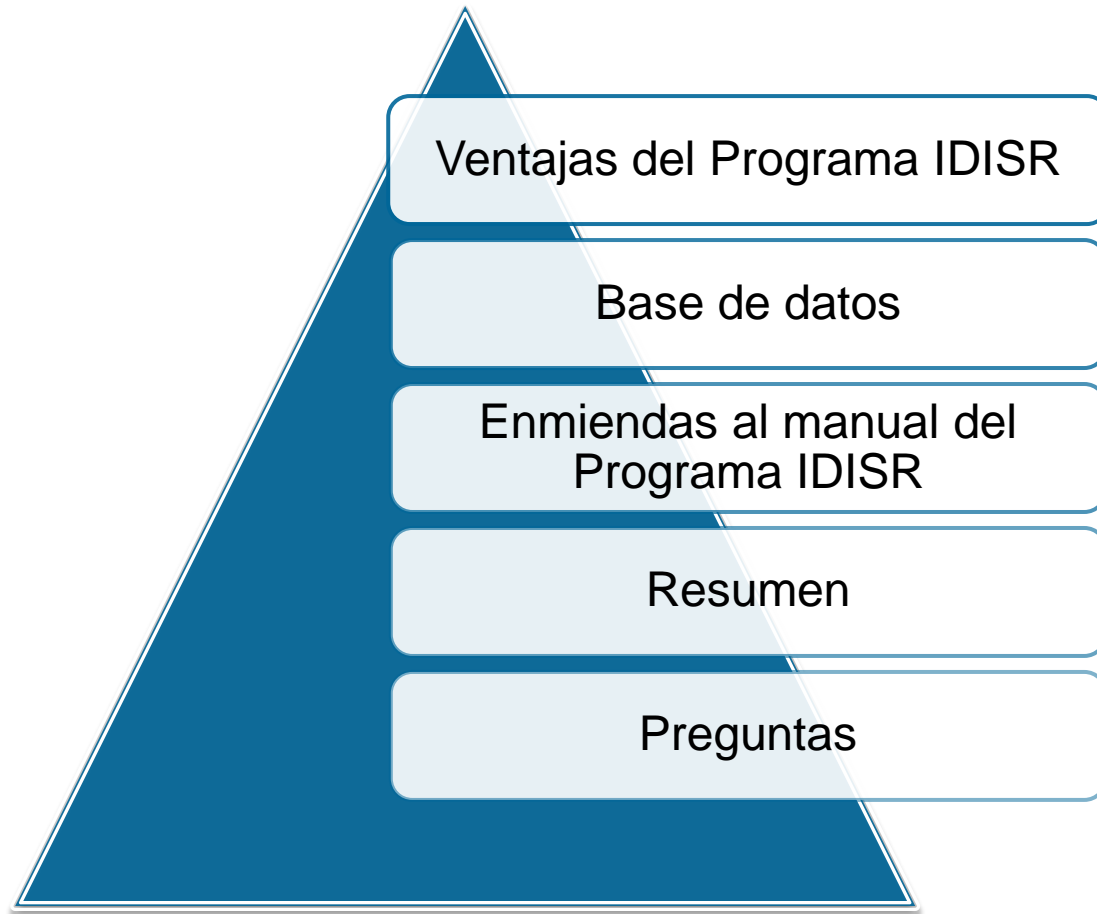 Ventajas del Programa IDISR
Base de datos
Enmiendas al manual del
Programa IDISR
Resumen
Preguntas